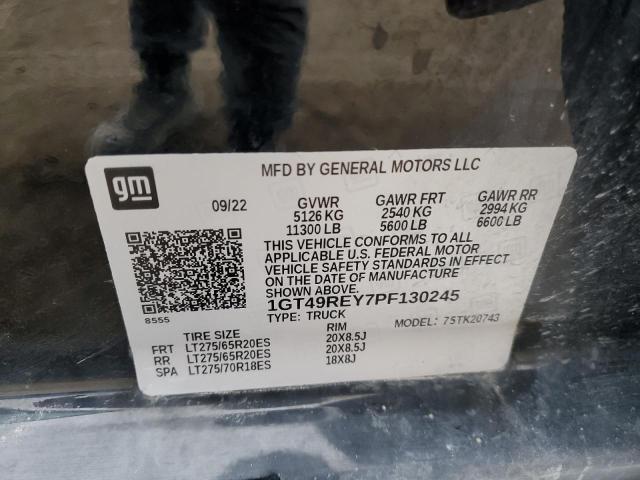 gm
MFD BY GENERAL MOTORS LLC
09/22 GVWR GAWR FRT GAWR RR
5126 KG 2540 KG 2994 KG
11300 LB 5600 LB 6600 LB
THIS VEHICLE CONFORMS TO ALL
APPLICABLE U.S. FEDERAL MOTOR
VEHICLE SAFETY STANDARDS IN EFFECT
ON THE DATE OF MANUFACTURE
SHOWN ABOVE.
1GT49REY7PF130245
8555
TYPE: TRUCK MODEL: 75TK20743
TIRE SIZE RIM
FRT LT275/65R20ES 20X8.5J
RR LT275/65R20ES 20X8.5J
SPA LT275/70R18ES 18X8J